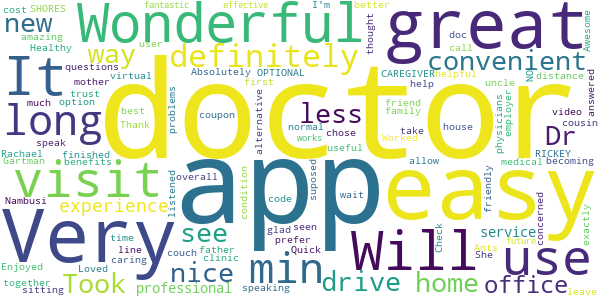 cost SHORES
fantastic effective I'm better
new Wonderful great
amazing user thought doc
Healthy call
way definitely Awesome
It Absolutely OPTIONAL convenient
questions virtual CAREGIVER helpful
mother first NO distance
trust option help uncle answered
long doctor less Dr
much problems coupon alternative
best friend physicians employer video
Thank family cousin
speak normal chose take house
Rachael finished works Worked RICKEY
Gartman benefits useful allow medical becoming
visit app easy
Nambusi listened overall condition code suposed wait friendly concerned exactly
experience
Very see glad seen Check service
time father prefer She
line clinic Quick Ants
caring couch Will use
Enjoyed Loved nice min future
together Took drive home office
sitting professional speaking leave